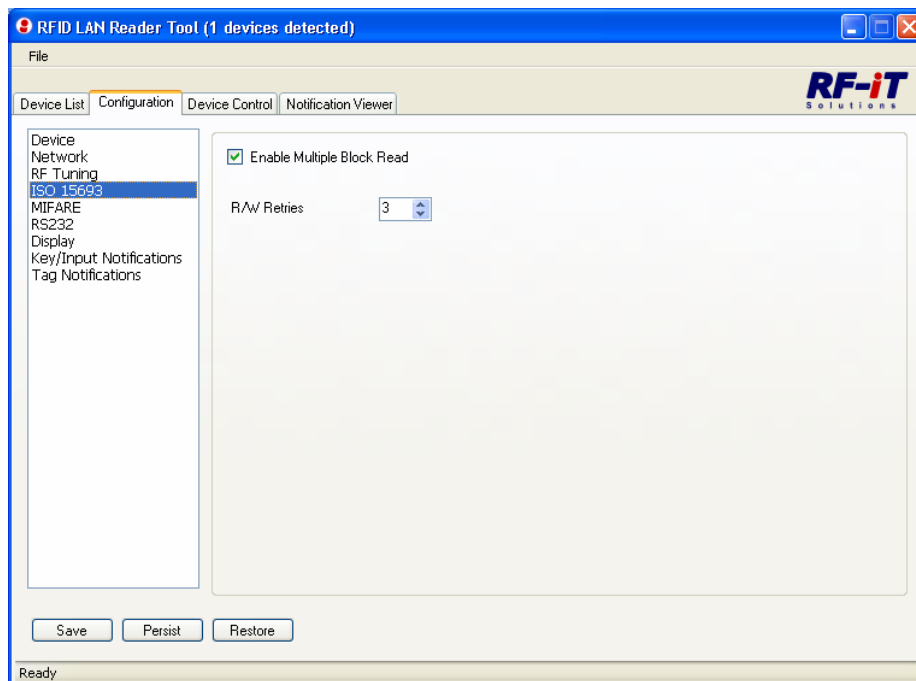 RFID LAN Reader Tool (1 devices detected)
File
RF-iT
Solutions
Device List Configuration Device Control Notification Viewer
Device
Network
RF Tuning
ISO 15693
MIFARE
RS232
Display
Key/Input Notifications
Tag Notifications
Enable Multiple Block Read
R/W Retries 3
Save Persist Restore
Ready